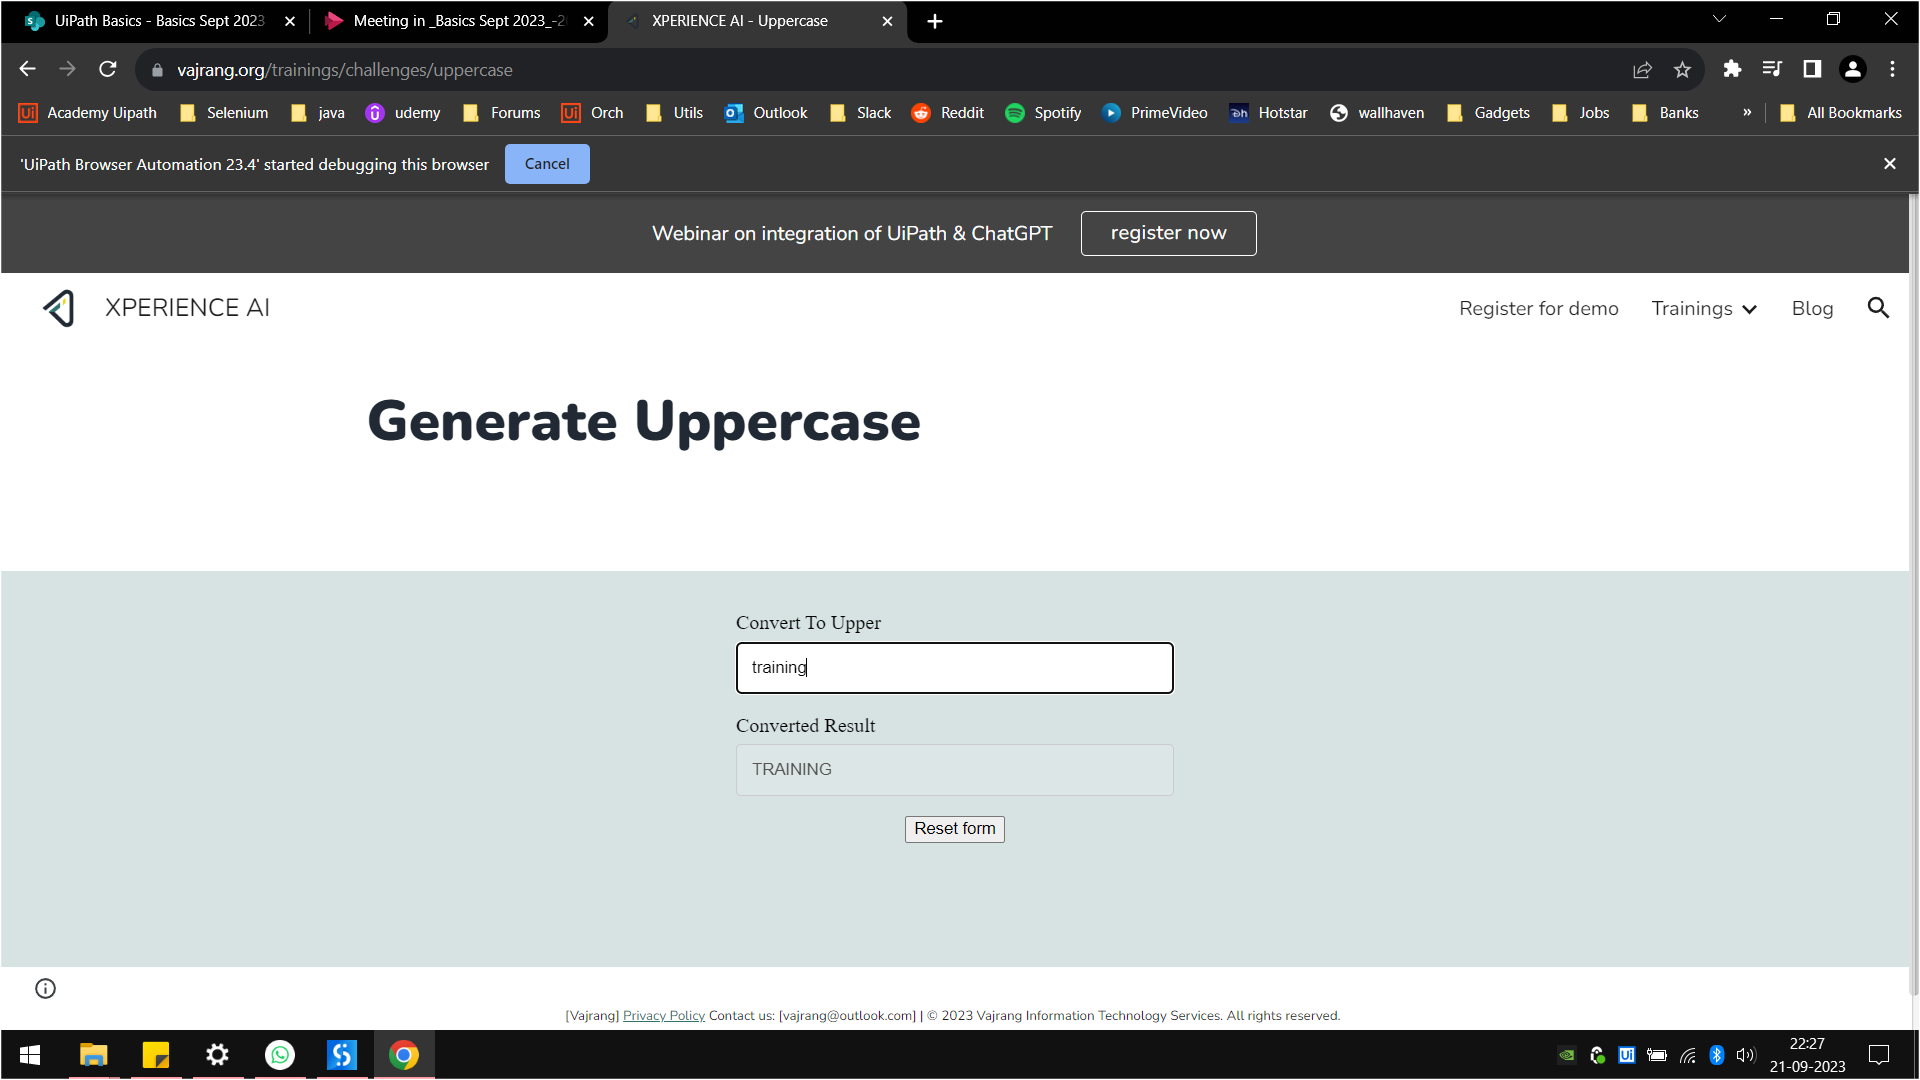 UiPath Basics - Basics Sept 2023
Meeting in _Basics Sept 2023_-20
XPERIENCE AI - Uppercase
vajrang.org/trainings/challenges/uppercase
Academy Uipath
Selenium
java
udemy
Forums
Orch
Utils
Outlook
Slack
Reddit
Spotify
PrimeVideo
Hotstar
wallhaven
Gadgets
Jobs
Banks
»
All Bookmarks
'UiPath Browser Automation 23.4' started debugging this browser
Cancel
Webinar on integration of UiPath & ChatGPT
register now
XPERIENCE AI
Register for demo
Trainings
Blog
Generate Uppercase
Convert To Upper
training
Converted Result
TRAINING
Reset form
[Vajrang] Privacy Policy Contact us: [vajrang@outlook.com] | © 2023 Vajrang Information Technology Services. All rights reserved.
22:27
21-09-2023